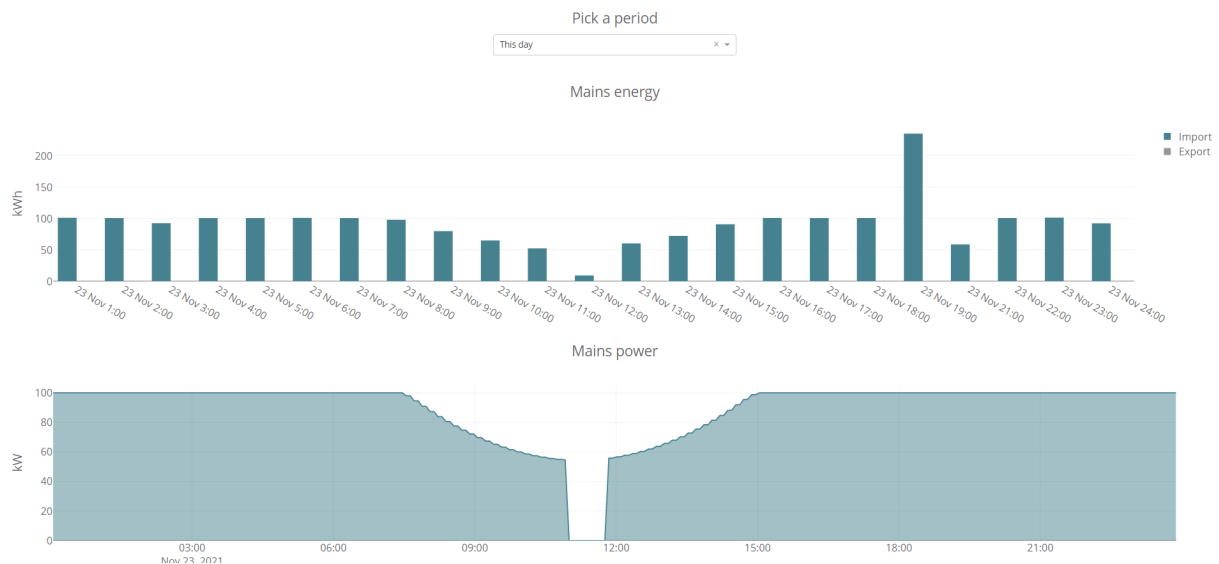 Pick a period
This day
× 
Mains energy
Import
Export
200
150
100
50
0
kWh
23 Nov 1:00
23 Nov 2:00
23 Nov 3:00
23 Nov 4:00
23 Nov 5:00
23 Nov 6:00
23 Nov 7:00
23 Nov 8:00
23 Nov 9:00
23 Nov 10:00
23 Nov 11:00
23 Nov 12:00
23 Nov 13:00
23 Nov 14:00
23 Nov 15:00
23 Nov 16:00
23 Nov 17:00
23 Nov 18:00
23 Nov 19:00
23 Nov 21:00
23 Nov 22:00
23 Nov 23:00
23 Nov 24:00
Mains power
100
80
60
40
20
0
kW
03:00
06:00
09:00
12:00
15:00
18:00
21:00
Nov 23, 2021